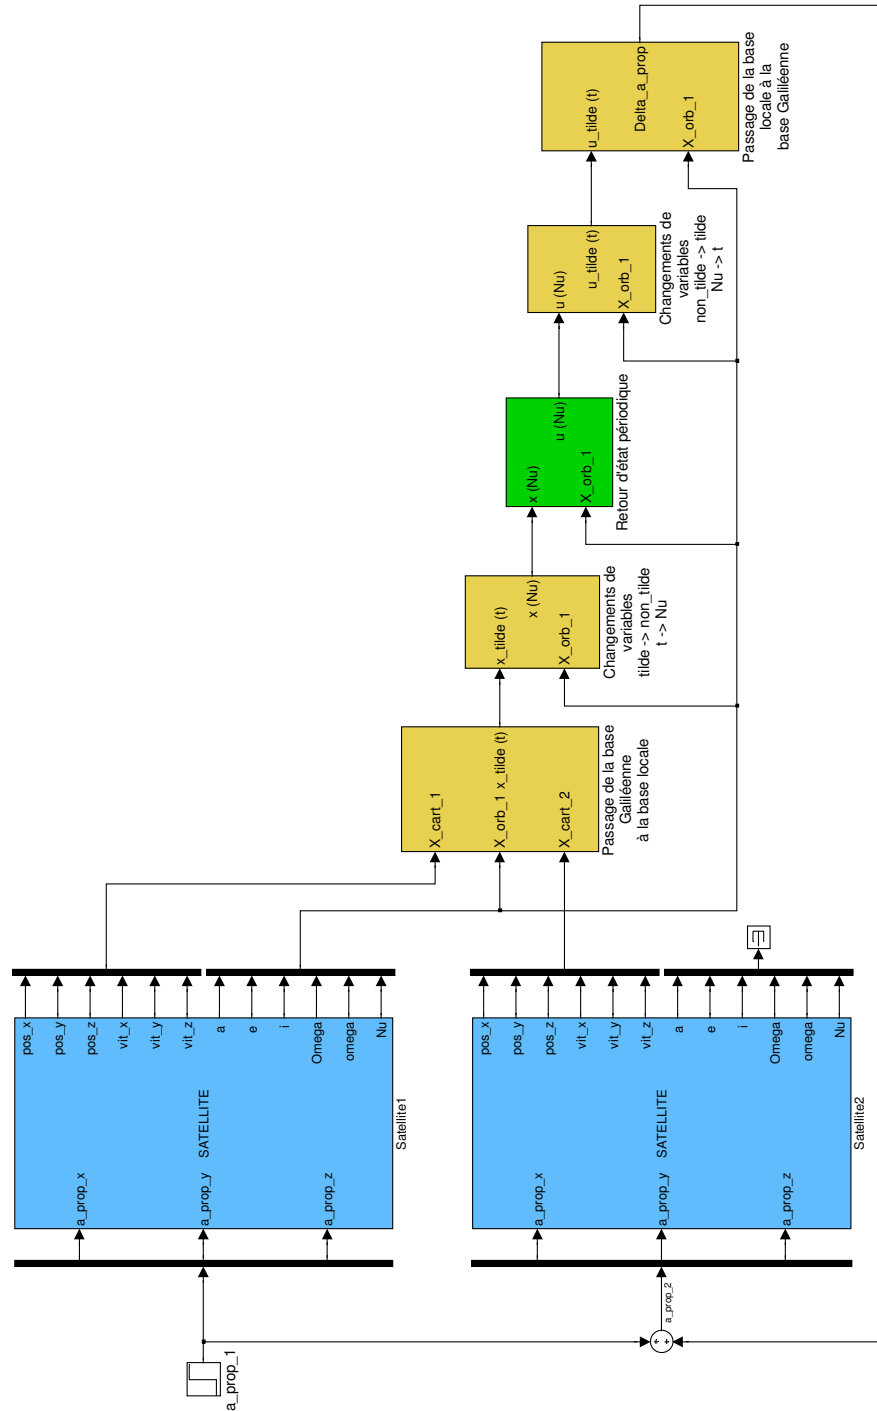 a_prop_1
a_prop_x
a_prop_y
a_prop_z
SATELLITE
pos_x
pos_y
pos_z
vit_x
vit_y
vit_z
a
e
i
Omega
omega
Nu
Satellite1
+
+
a_prop_2
a_prop_x
a_prop_y
a_prop_z
SATELLITE
pos_x
pos_y
pos_z
vit_x
vit_y
vit_z
a
e
i
Omega
omega
Nu
Satellite2
X_cart_1
X_orb_1
x_tilde (t)
X_cart_2
Passage de la base
Galiléenne
à la base locale
x_tilde (t)
x (Nu)
X_orb_1
Changements de
variables
tilde -> non_tilde
t -> Nu
x (Nu)
u (Nu)
X_orb_1
Retour d'état périodique
u (Nu)
u_tilde (t)
X_orb_1
Changements de
variables
non_tilde -> tilde
Nu -> t
u_tilde (t)
Delta_a_prop
X_orb_1
Passage de la base
locale à la
base Galiléenne